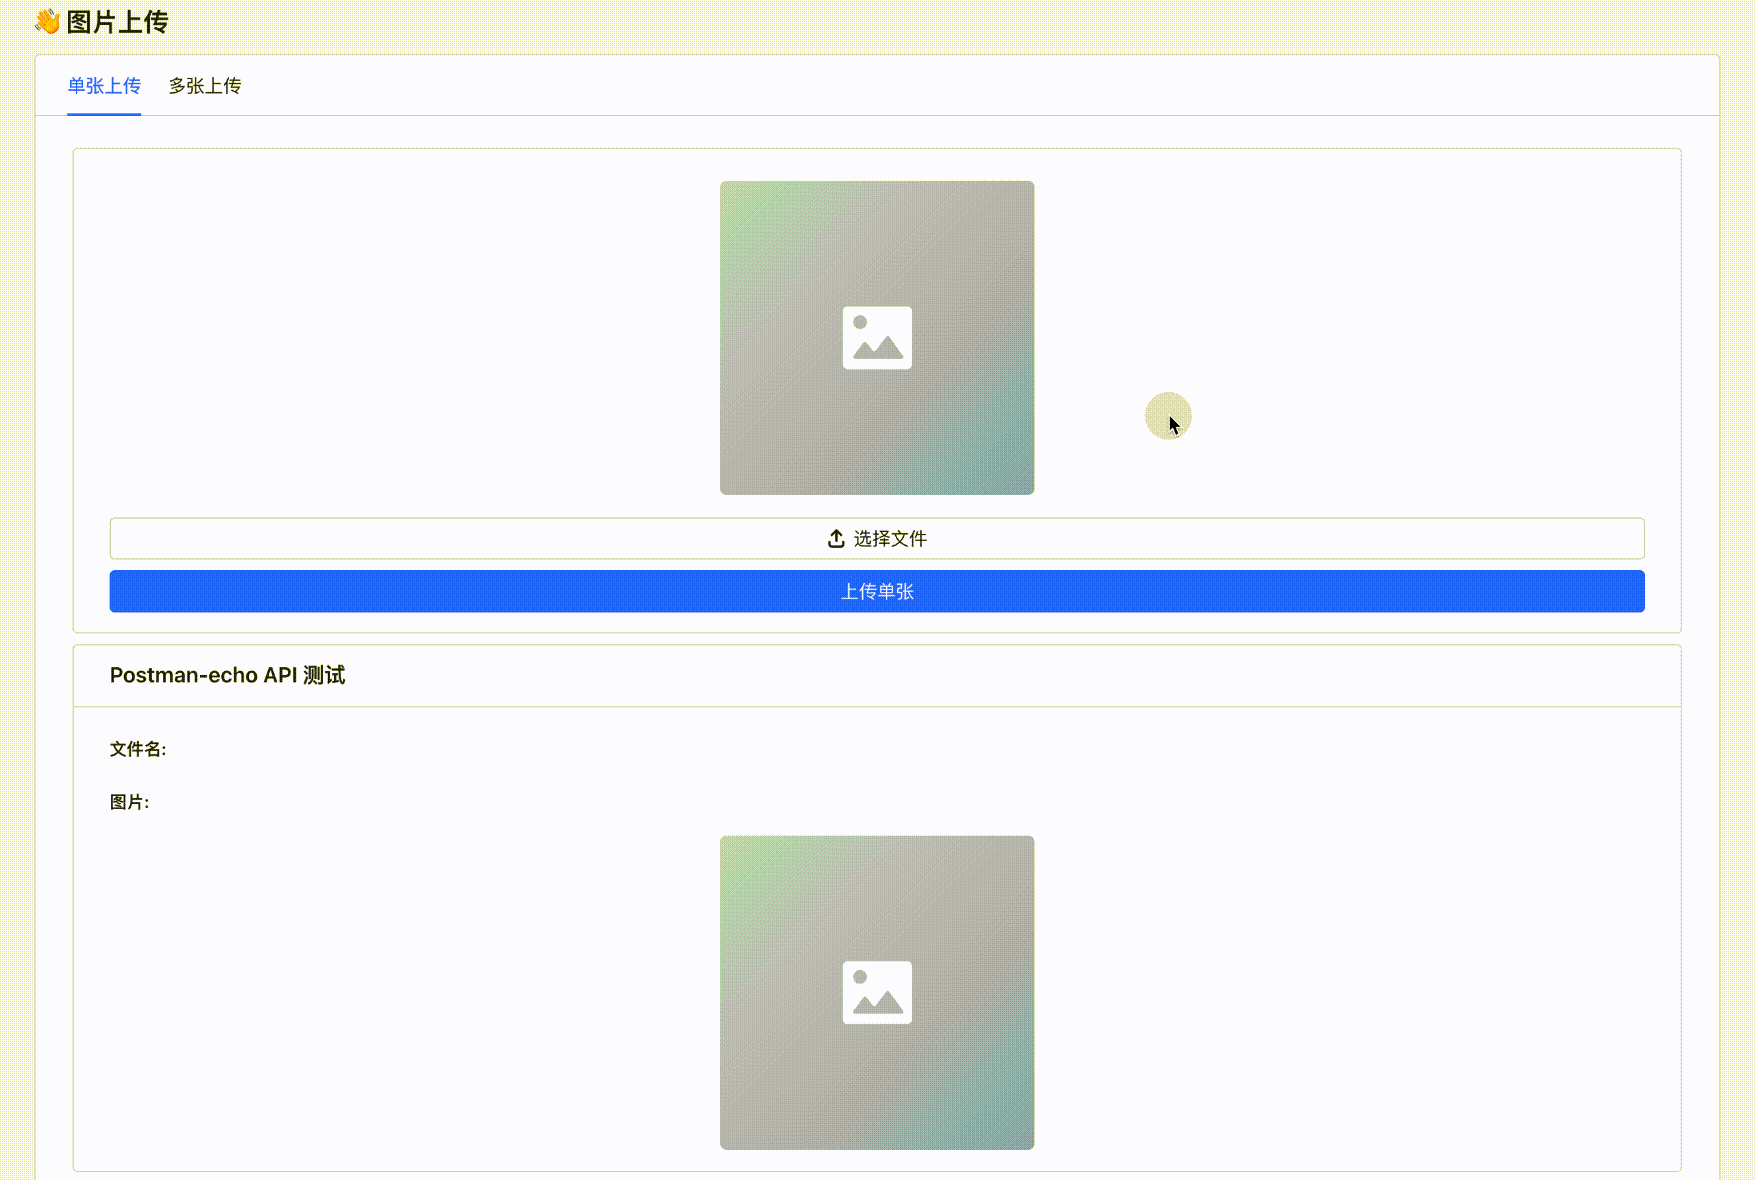 👋 图片上传
单张上传 多张上传
选择文件
上传单张
Postman-echo API 测试
文件名:
图片: